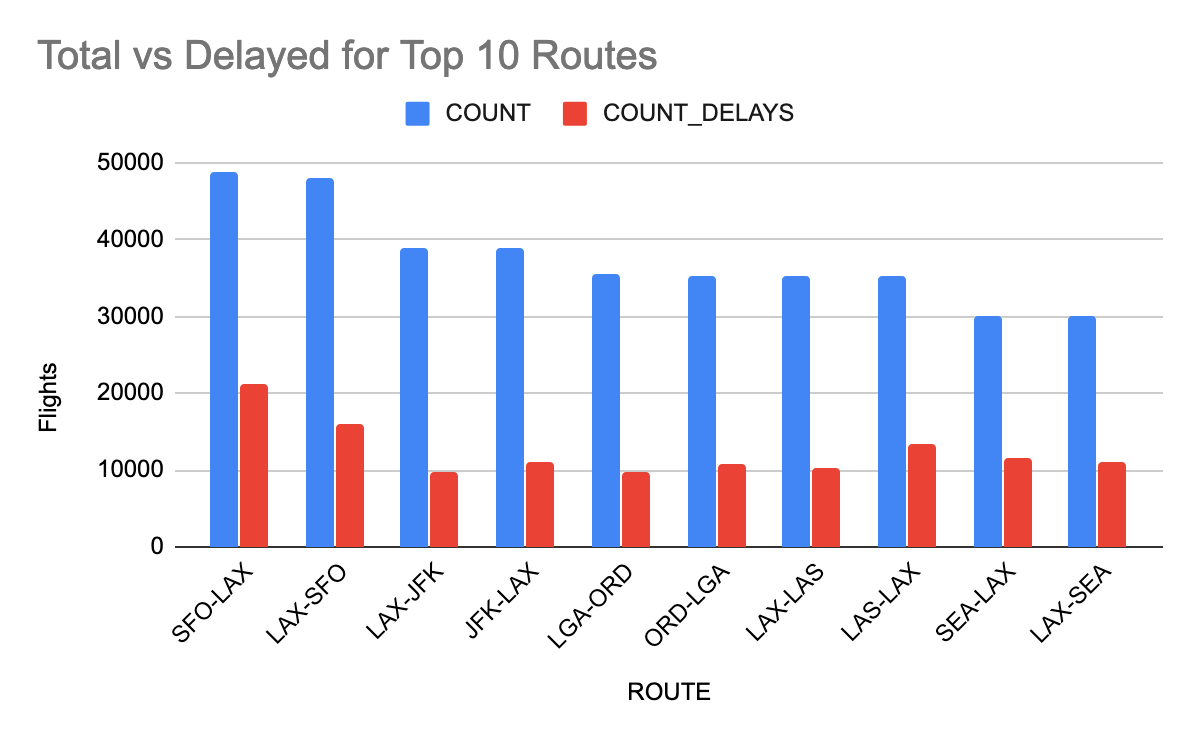 Total vs Delayed for Top 10 Routes
COUNT COUNT_DELAYS
50000
40000
30000
20000
10000
0
Flights
SFO-LAX
LAX-SFO
LAX-JFK
JFK-LAX
LGA-ORD
ORD-LGA
LAX-LAS
LAS-LAX
SEA-LAX
LAX-SEA
ROUTE